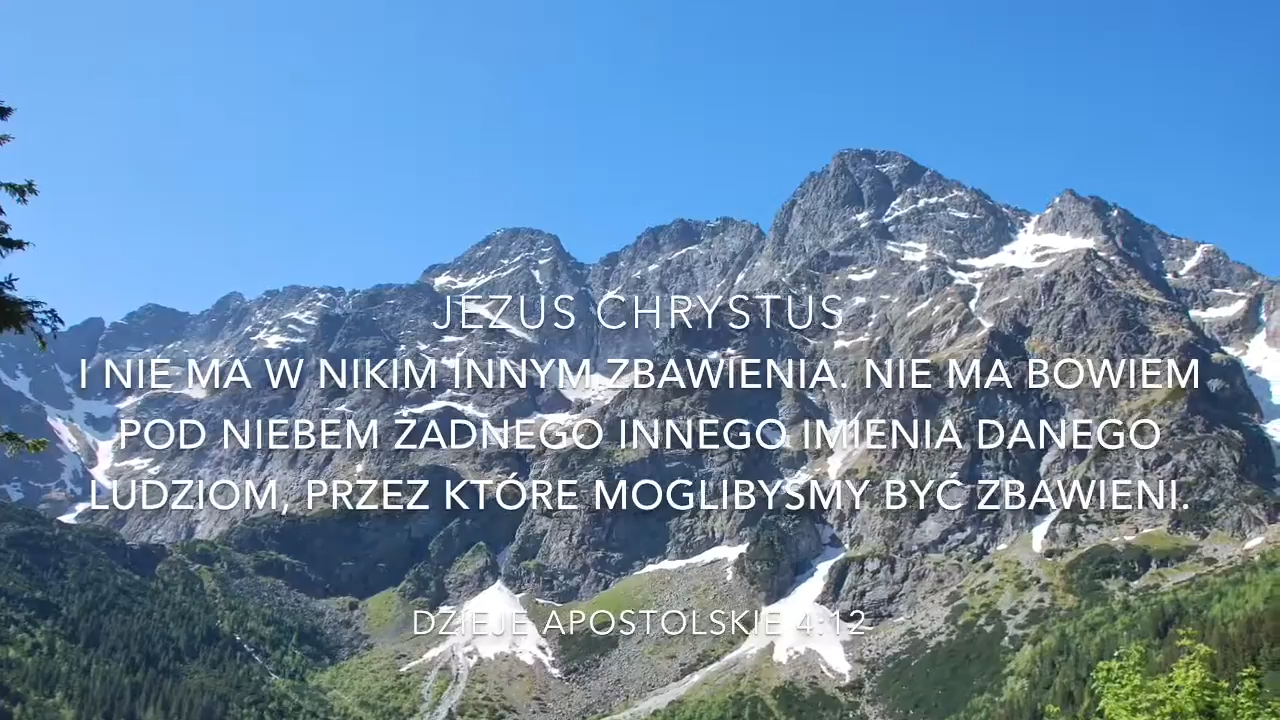 JEZUS CHRYSTUS
I NIE MA W NIKIM INNYM ZBAWIENIA. NIE MA BOWIEM
POD NIEBEM ŻADNEGO INNEGO IMIENIA DANEGO
LUDZIOM, PRZEZ KTÓRE MOGLIBYŚMY BYĆ ZBAWIENI.
DZIEJE APOSTOLSKIE 4:12